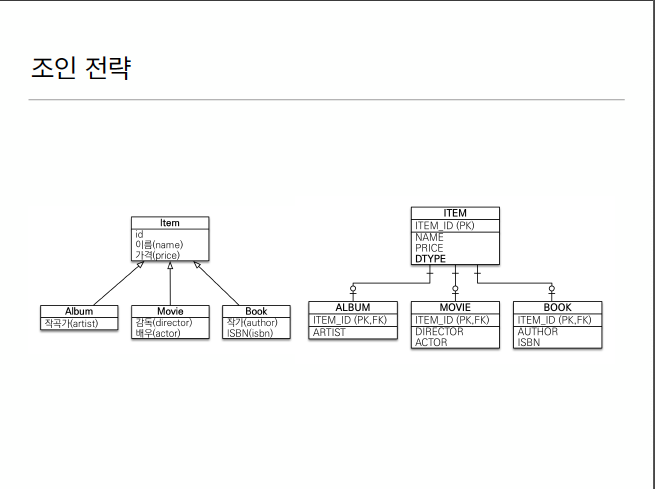 조인 전략
Item
id
이름(name)
가격(price)
Album
작곡가(artist)
Movie
감독(director)
배우(actor)
Book
작가(author)
ISBN(isbn)
ITEM
ITEM_ID (PK)
NAME
PRICE
DTYPE
ALBUM
ITEM_ID (PK,FK)
ARTIST
MOVIE
ITEM_ID (PK,FK)
DIRECTOR
ACTOR
BOOK
ITEM_ID (PK,FK)
AUTHOR
ISBN